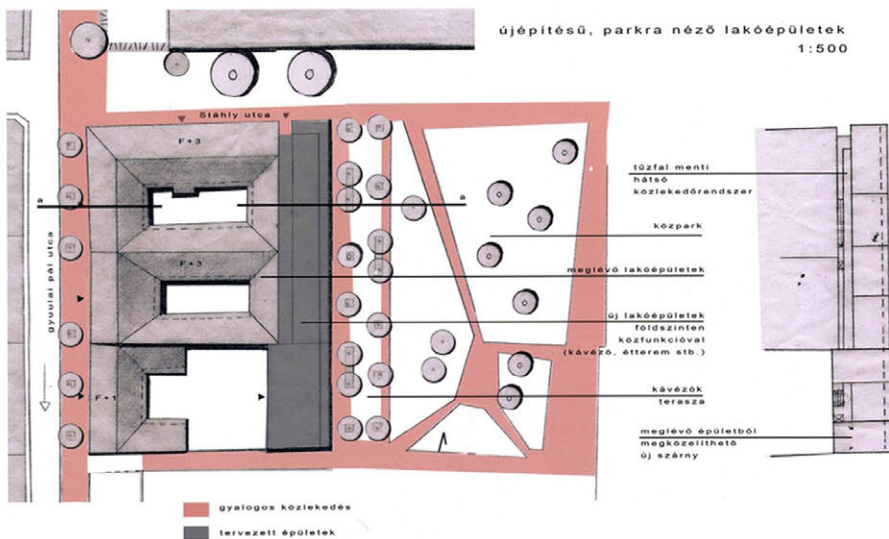 újépítésű, parkra néző lakóépületek
1:500
Stáhly utca
F+3
a
a
F+3
gyuulai pál utca
F+1
tűzfal menti
hátsó
közlekedőrendszer
közpark
meglévő lakóépületek
új lakóépületek
földszinten
közfunkcióval
(kávézó, étterem stb.)
kávézók
terasza
meglévő épületből
megközelíthető
új szárny
gyalogos közlekedés
tervezett épületek